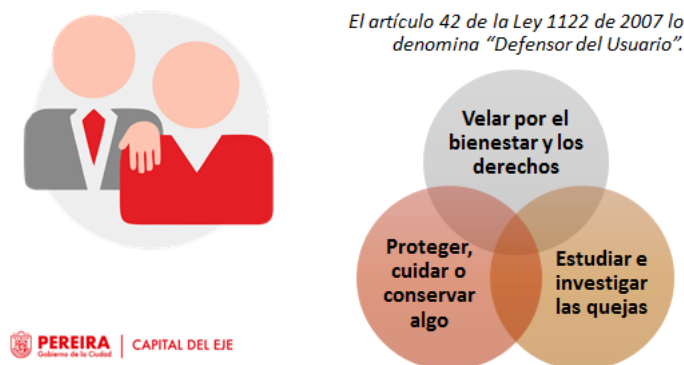 El artículo 42 de la Ley 1122 de 2007 lo
denomina “Defensor del Usuario”.
Velar por el
bienestar y los
derechos
Proteger,
cuidar o
conservar
algo
Estudiar e
investigar
las quejas
PEREIRA
Gobierno de la Ciudad
CAPITAL DEL EJE